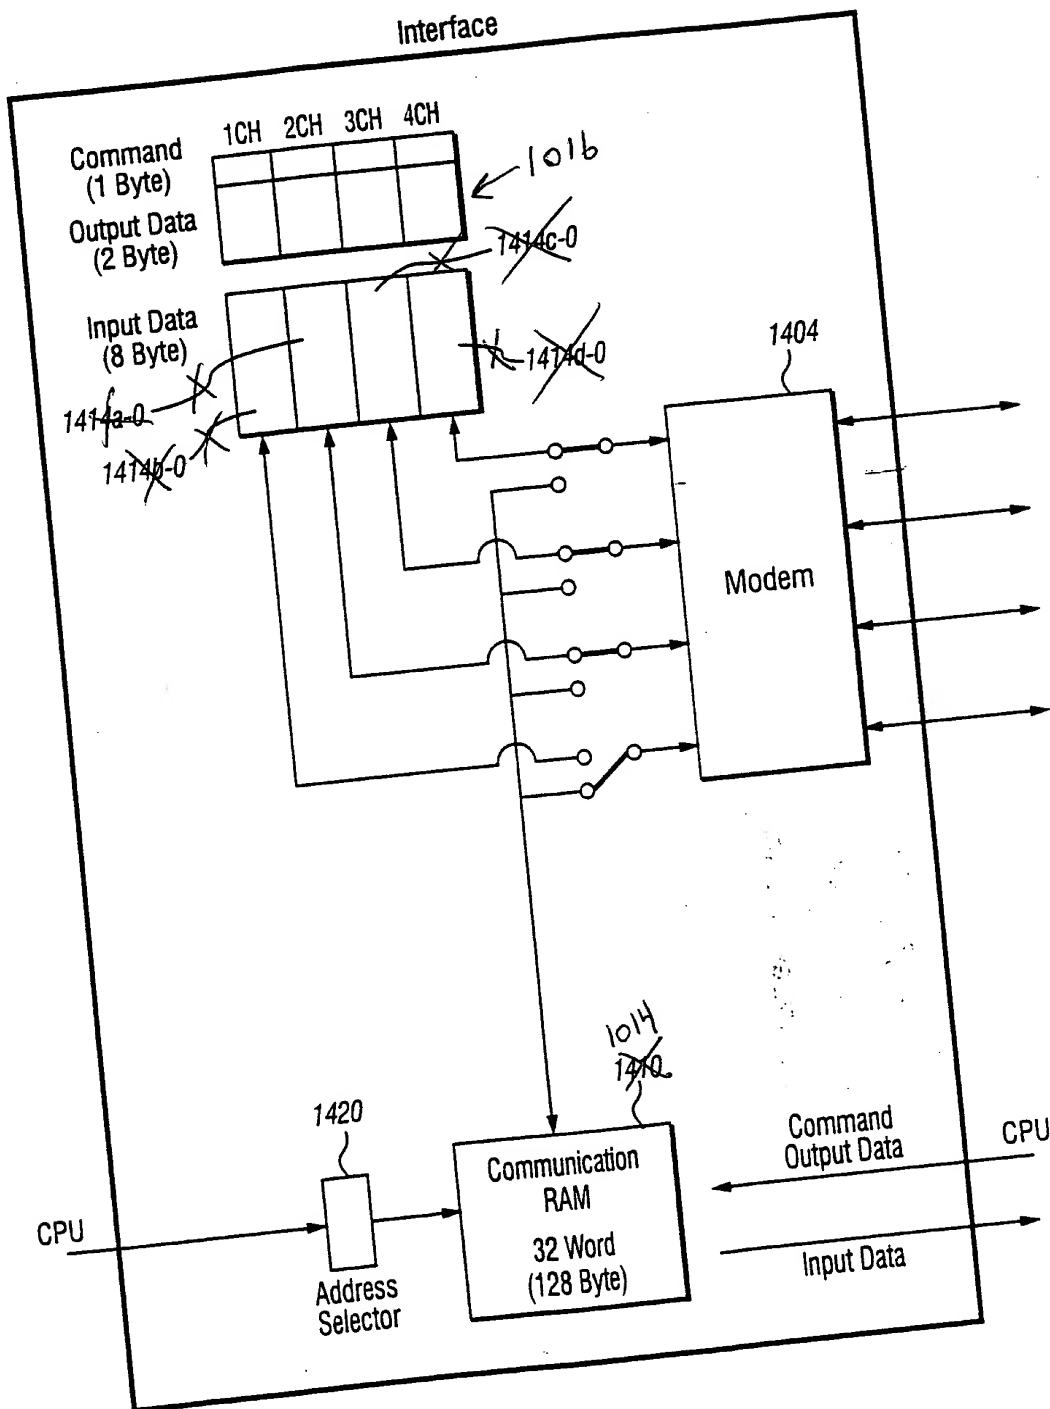 Interface
1CH 2CH 3CH 4CH
Command
(1 Byte)
1016
Output Data
(2 Byte)
1414c-0
Input Data
(8 Byte)
1414d-0
1404
1414a-0
1414b-0
Modem
1014
1410
1420
Command
Output Data
CPU
Communication
RAM
32 Word
(128 Byte)
CPU
Input Data
Address
Selector